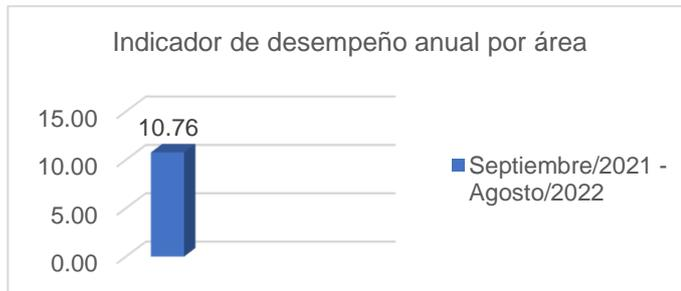 Indicador de desempeño anual por área
15.00
10.76
10.00
5.00
0.00
Septiembre/2021 -
Agosto/2022